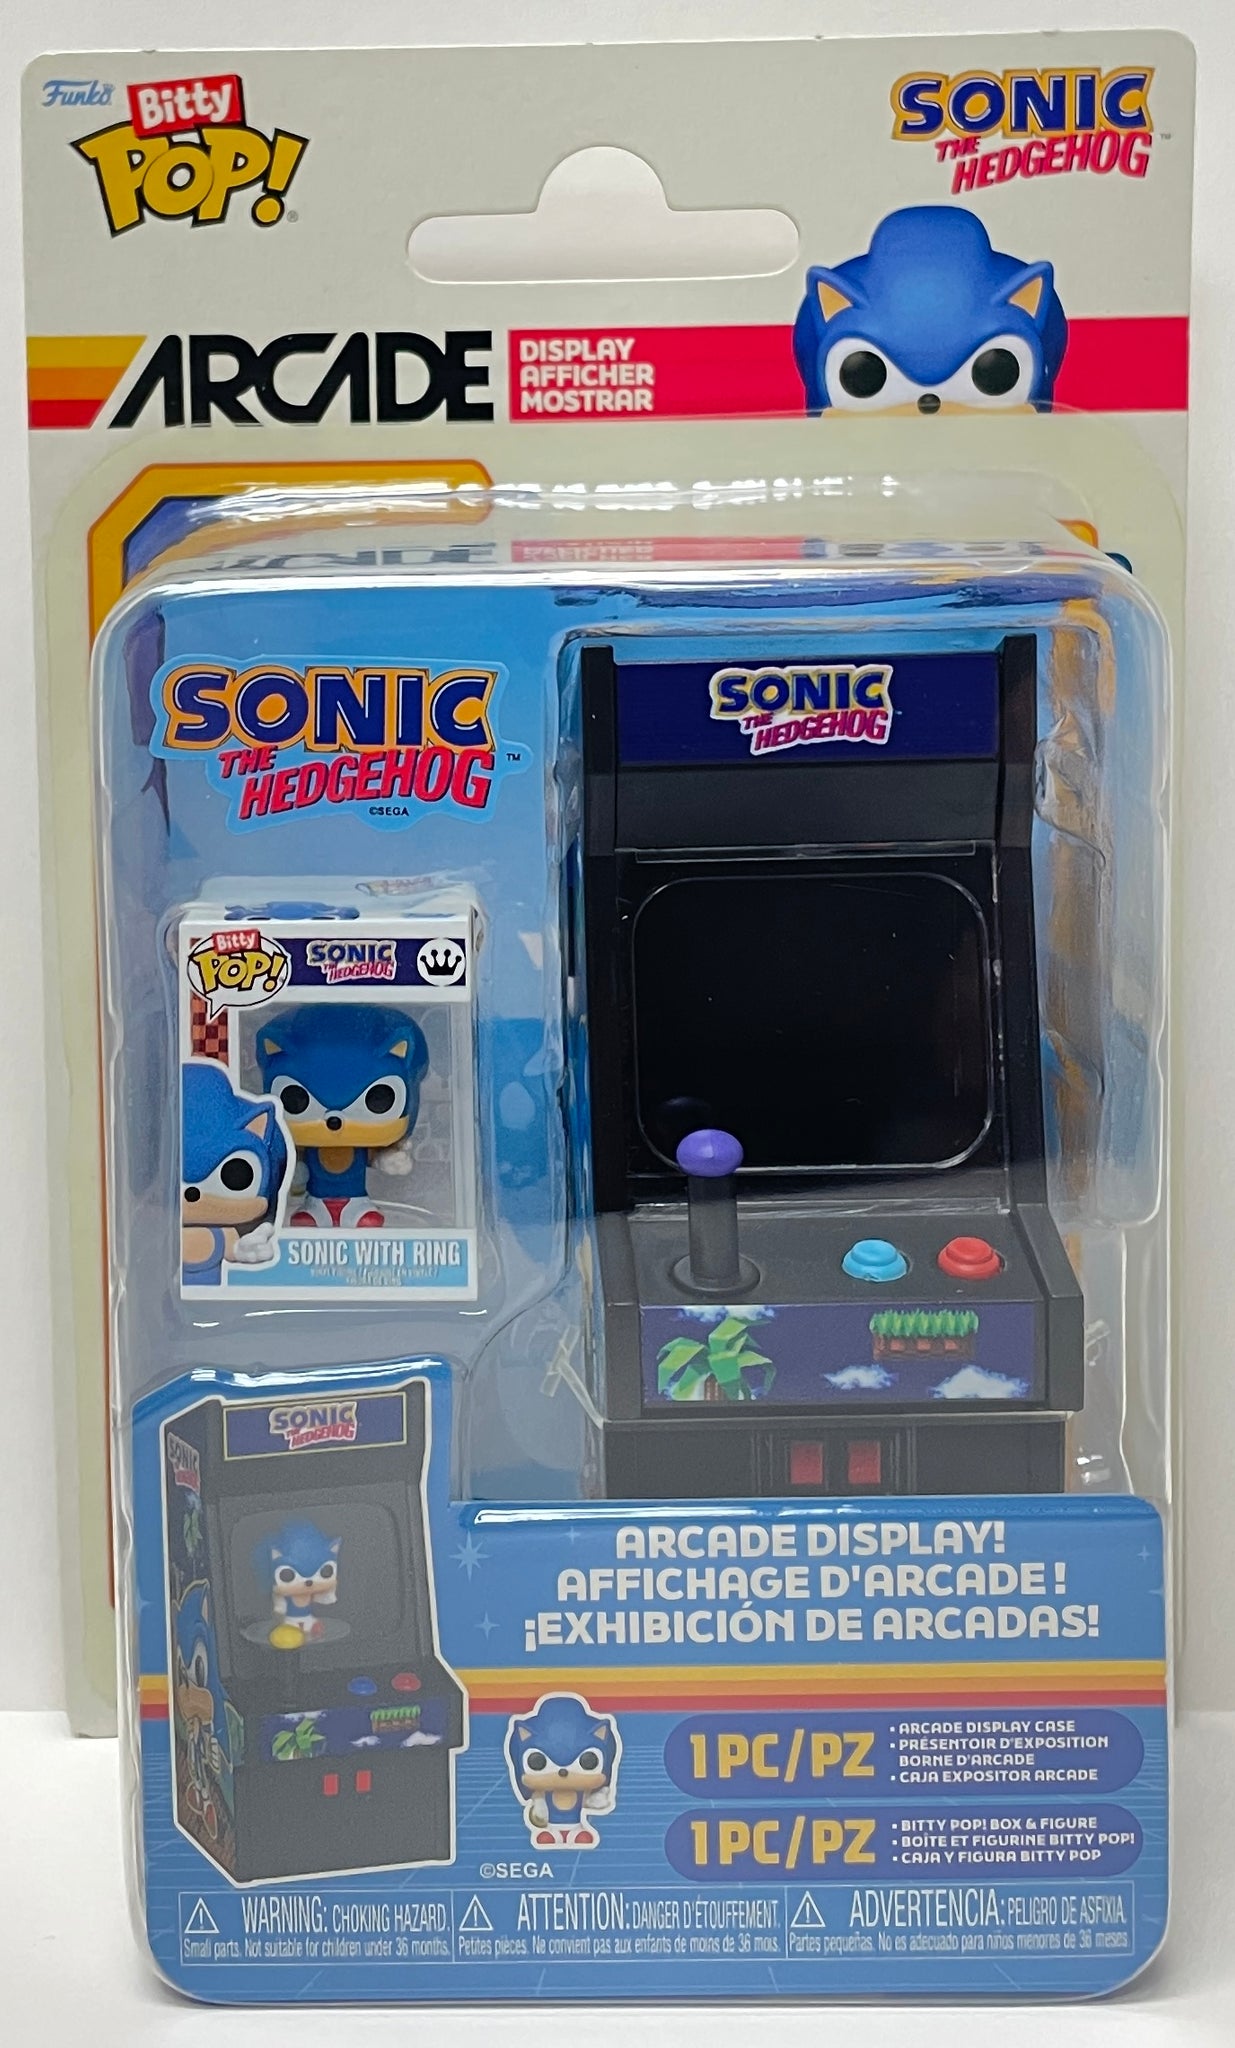 Funko
Bitty
POP!®
SONIC
THE
HEDGEHOG™
ARCADE
DISPLAY
AFFICHER
MOSTRAR
SONIC
THE
HEDGEHOG™
©SEGA
SONIC
THE
HEDGEHOG
Bitty
POP!
SONIC
THE
HEDGEHOG
SONIC WITH RING
SONIC
THE
HEDGEHOG
SONIC
ARCADE DISPLAY!
AFFICHAGE D'ARCADE !
¡EXHIBICIÓN DE ARCADAS!
1 PC/PZ
• ARCADE DISPLAY CASE
• PRÉSENTOIR D'EXPOSITION
BORNE D'ARCADE
• CAJA EXPOSITOR ARCADE
1 PC/PZ
• BITTY POP! BOX & FIGURE
• BOÎTE ET FIGURINE BITTY POP!
• CAJA Y FIGURA BITTY POP
©SEGA
WARNING: CHOKING HAZARD.
Small parts. Not suitable for children under 36 months.
ATTENTION: DANGER D'ÉTOUFFEMENT.
Petites pièces. Ne convient pas aux enfants de moins de 36 mois.
ADVERTENCIA: PELIGRO DE ASFIXIA.
Partes pequeñas. No es adecuado para niños menores de 36 meses